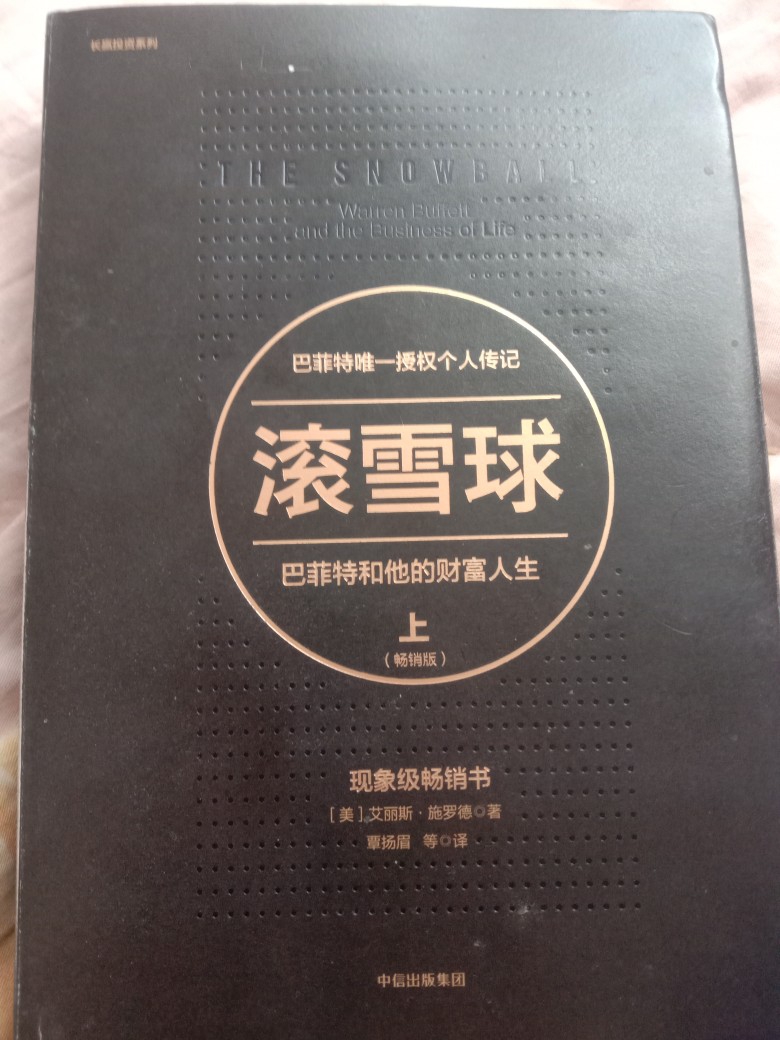 长赢投资系列
THE SNOWBALL
Warren Buffett
and the Business of Life
巴菲特唯一授权个人传记
滚雪球
巴菲特和他的财富人生
上
（畅销版）
现象级畅销书
［美］艾丽斯·施罗德◎著
覃扬眉 等◎译
中信出版集团